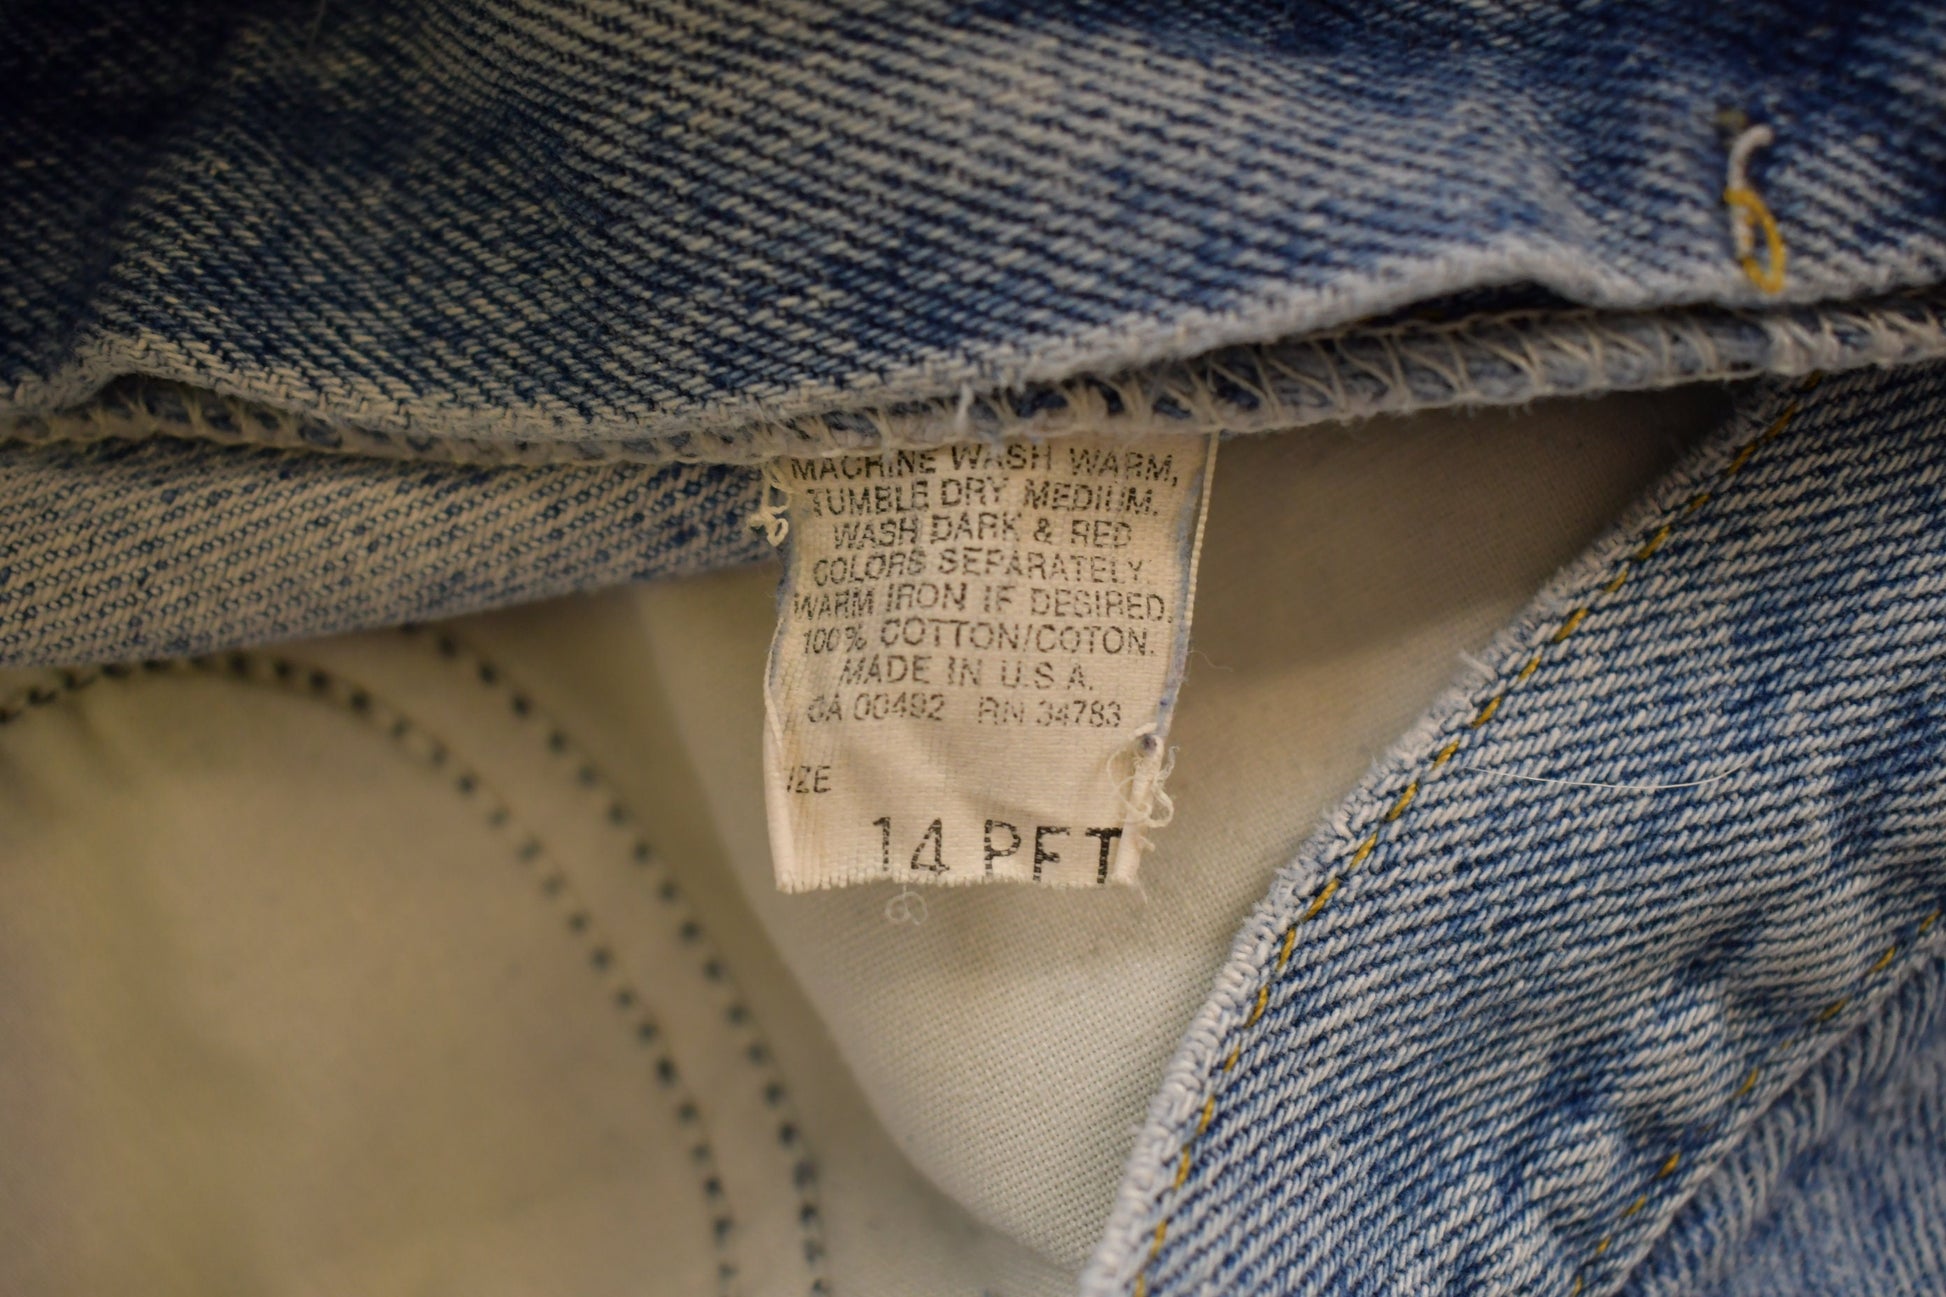 MACHINE WASH WARM,
TUMBLE DRY MEDIUM.
WASH DARK & RED
COLORS SEPARATELY.
WARM IRON IF DESIRED.
100% COTTON/COTON.
MADE IN U.S.A.
CA 00492 RN 34783
IZE
14 PFT